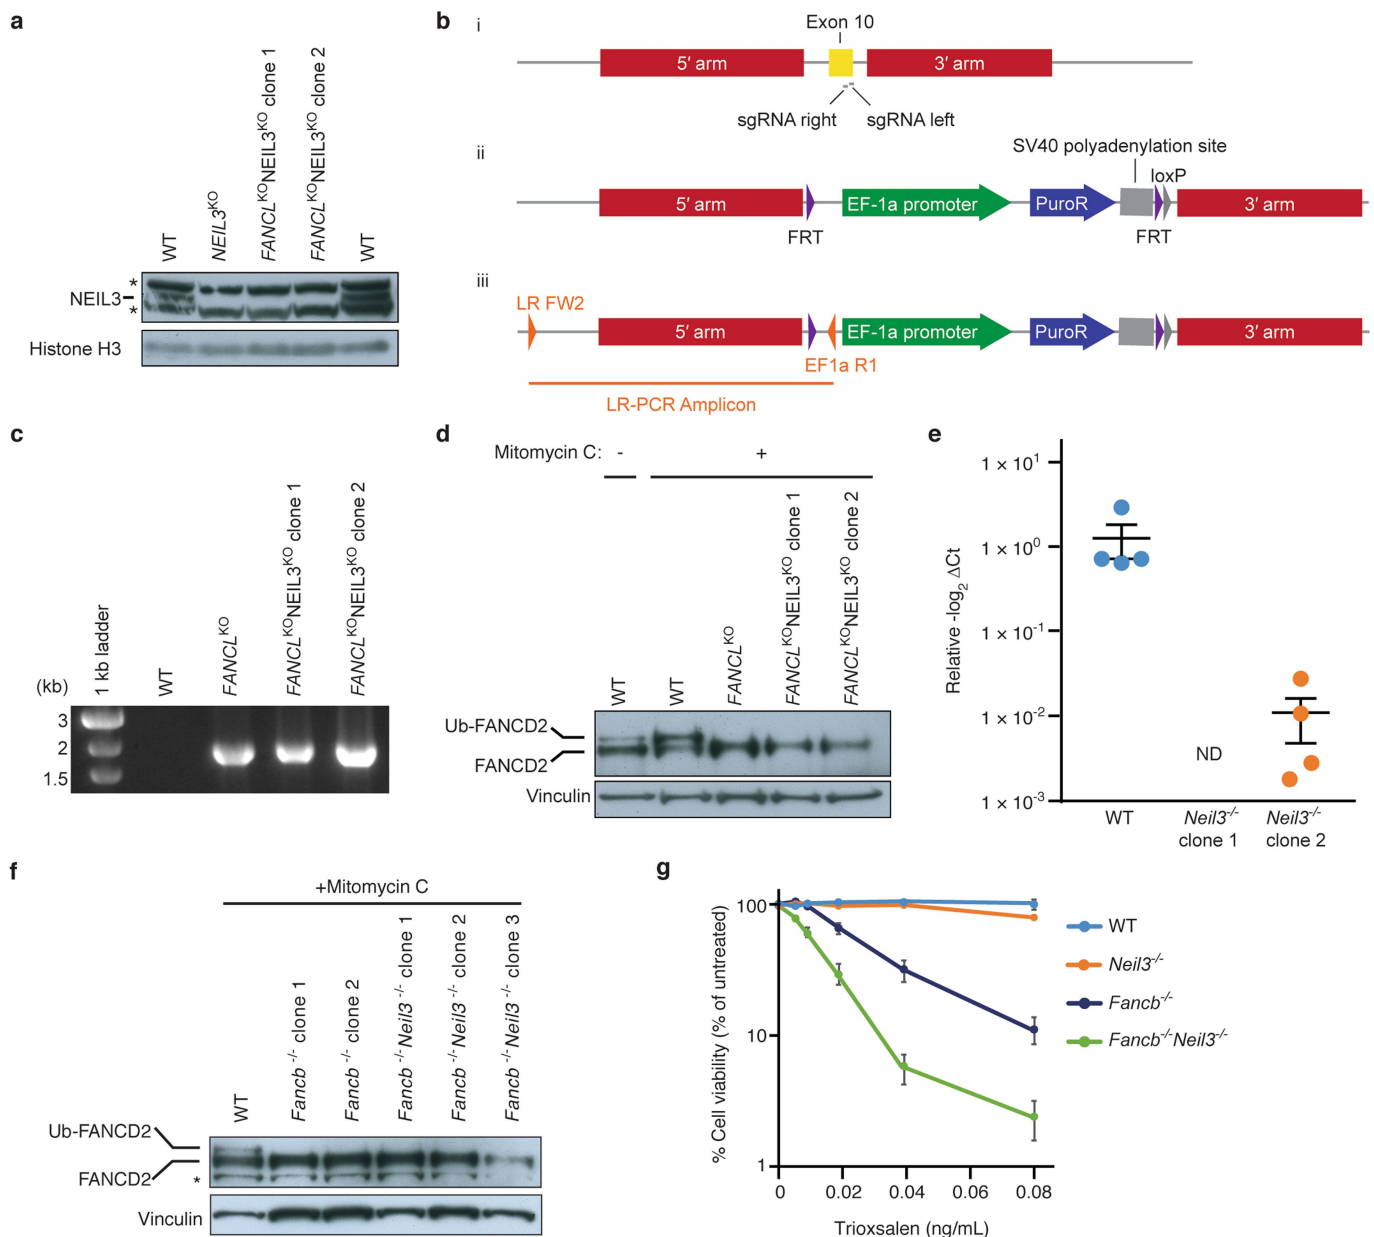 a
WT
NEIL3KO
FANCLKONEIL3KO clone 1
FANCLKONEIL3KO clone 2
WT
*
NEIL3
*
Histone H3
b
i
Exon 10
5′ arm
3′ arm
sgRNA right
sgRNA left
ii
SV40 polyadenylation site
loxP
5′ arm
EF-1a promoter
PuroR
3′ arm
FRT
FRT
iii
LR FW2
5′ arm
EF-1a promoter
PuroR
3′ arm
EF1a R1
LR-PCR Amplicon
c
(kb)
1 kb ladder
WT
FANCLKO
FANCLKONEIL3KO clone 1
FANCLKONEIL3KO clone 2
3
2
1.5
d
Mitomycin C: - +
WT
WT
FANCLKO
FANCLKONEIL3KO clone 1
FANCLKONEIL3KO clone 2
Ub-FANCD2
FANCD2
Vinculin
e
Relative -log2 ΔCt
1 × 10^1
1 × 10^0
1 × 10^-1
1 × 10^-2
1 × 10^-3
ND
WT
Neil3-/- clone 1
Neil3-/- clone 2
f
+Mitomycin C
WT
Fancb -/- clone 1
Fancb -/- clone 2
Fancb -/-Neil3 -/- clone 1
Fancb -/-Neil3 -/- clone 2
Fancb -/-Neil3 -/- clone 3
Ub-FANCD2
FANCD2
*
Vinculin
g
% Cell viability (% of untreated)
100
10
1
0 0.02 0.04 0.06 0.08
Trioxsalen (ng/mL)
WT
Neil3-/-
Fancb-/-
Fancb-/-Neil3-/-